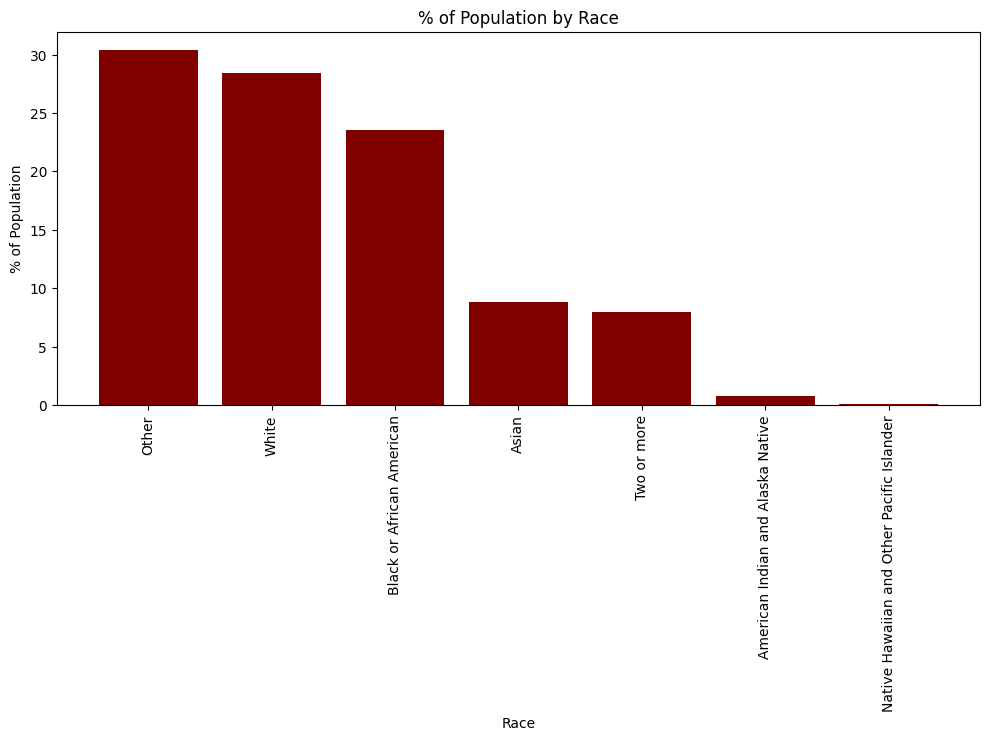 % of Population by Race
% of Population
30
25
20
15
10
5
0
Other
White
Black or African American
Asian
Two or more
American Indian and Alaska Native
Native Hawaiian and Other Pacific Islander
Race